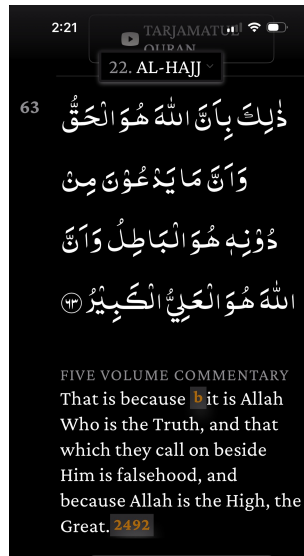 2:21
TARJAMATUL
QURAN
22. AL-HAJJ
63
ذٰلِكَ بِاَنَّ اللّٰهَ هُوَ الْحَقُّ
وَاَنَّ مَا يَدْعُوْنَ مِنْ
دُوْنِهٖ هُوَ الْبَاطِلُ وَاَنَّ
اللّٰهَ هُوَ الْعَلِيُّ الْكَبِيْرُ ۝۶۳
FIVE VOLUME COMMENTARY
That is because b it is Allah
Who is the Truth, and that
which they call on beside
Him is falsehood, and
because Allah is the High, the
Great. 2492